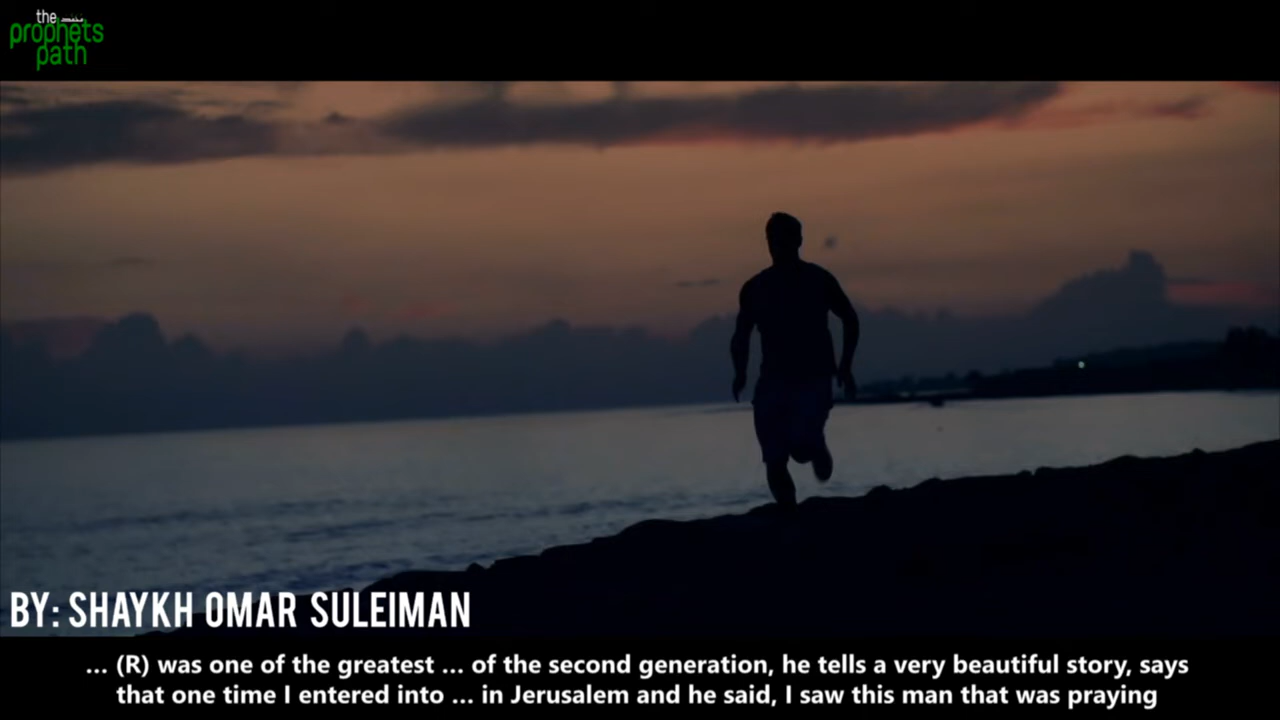 the
prophets
path
BY: SHAYKH OMAR SULEIMAN
... (R) was one of the greatest ... of the second generation, he tells a very beautiful story, says
that one time I entered into ... in Jerusalem and he said, I saw this man that was praying